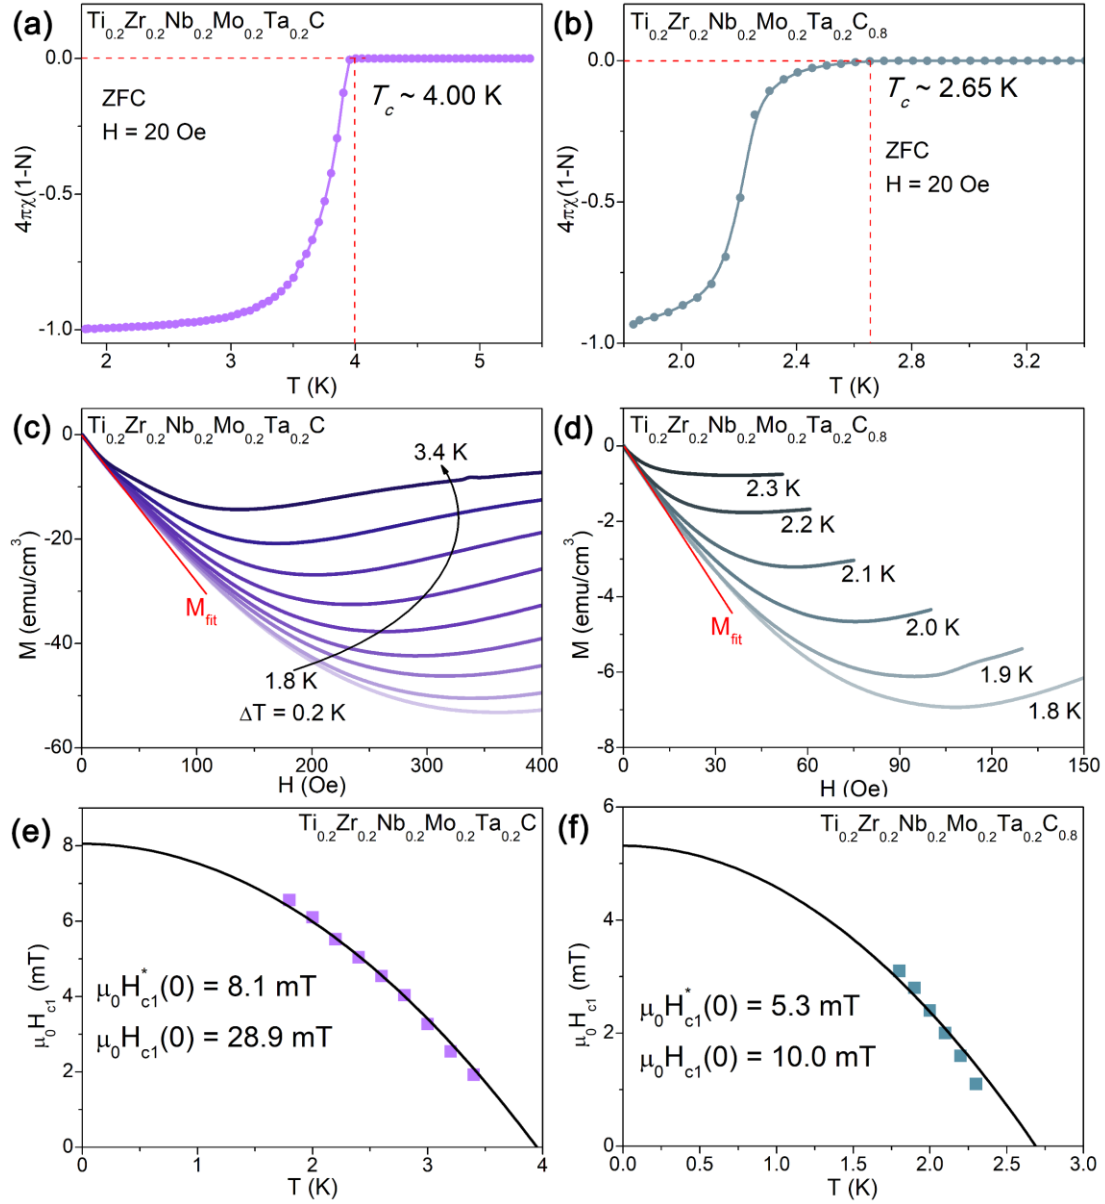 (a)
Ti0.2Zr0.2Nb0.2Mo0.2Ta0.2C
0.0
-0.5
-1.0
4πχ(1-N)
ZFC
H = 20 Oe
Tc ~ 4.00 K
2 3 4 5
T (K)
(b)
Ti0.2Zr0.2Nb0.2Mo0.2Ta0.2C0.8
0.0
-0.5
-1.0
4πχ(1-N)
Tc ~ 2.65 K
ZFC
H = 20 Oe
2.0 2.4 2.8 3.2
T (K)
(c)
Ti0.2Zr0.2Nb0.2Mo0.2Ta0.2C
0
-20
-40
-60
M (emu/cm3)
3.4 K
Mfit
1.8 K
ΔT = 0.2 K
0 100 200 300 400
H (Oe)
(d)
Ti0.2Zr0.2Nb0.2Mo0.2Ta0.2C0.8
0
-2
-4
-6
-8
M (emu/cm3)
2.3 K
2.2 K
2.1 K
Mfit
2.0 K
1.9 K
1.8 K
0 30 60 90 120 150
H (Oe)
(e)
Ti0.2Zr0.2Nb0.2Mo0.2Ta0.2C
8
6
4
2
0
μ0Hc1 (mT)
μ0H*c1(0) = 8.1 mT
μ0Hc1(0) = 28.9 mT
0 1 2 3 4
T (K)
(f)
Ti0.2Zr0.2Nb0.2Mo0.2Ta0.2C0.8
6
4
2
0
μ0Hc1 (mT)
μ0H*c1(0) = 5.3 mT
μ0Hc1(0) = 10.0 mT
0.0 0.5 1.0 1.5 2.0 2.5 3.0
T (K)